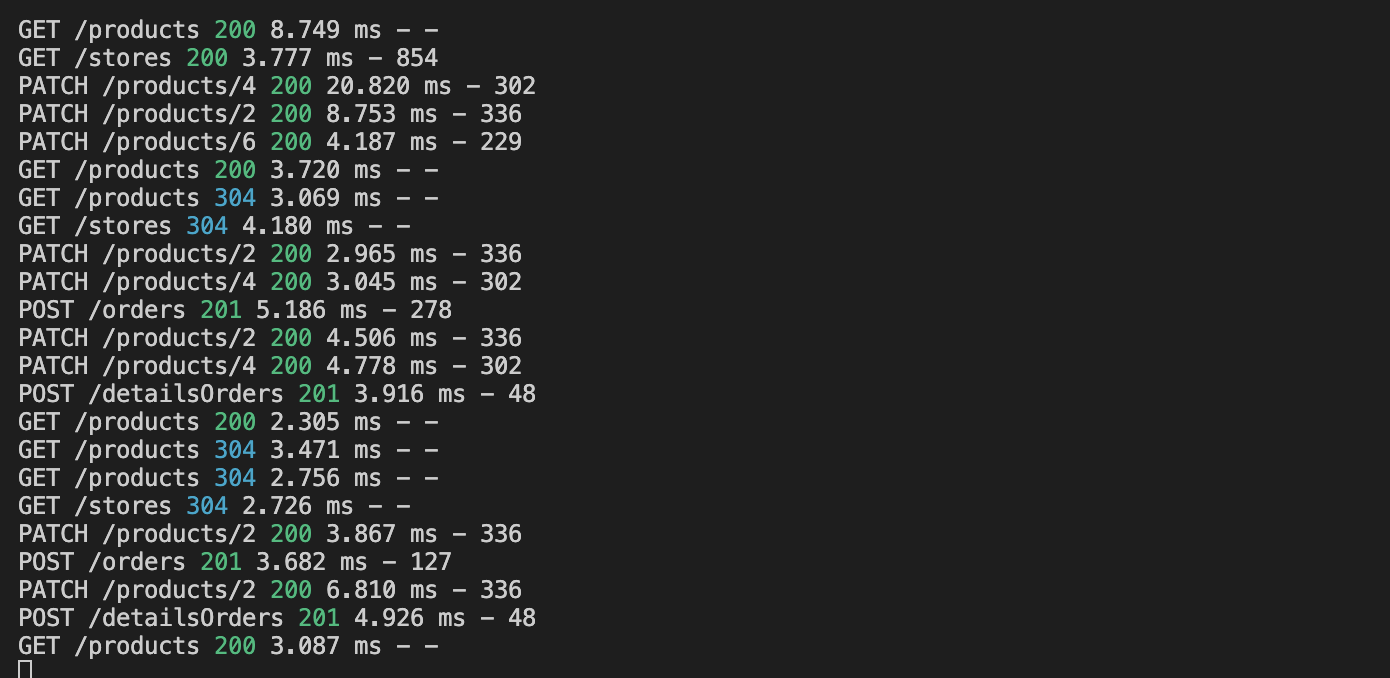 GET /products 200 8.749 ms - -
GET /stores 200 3.777 ms - 854
PATCH /products/4 200 20.820 ms - 302
PATCH /products/2 200 8.753 ms - 336
PATCH /products/6 200 4.187 ms - 229
GET /products 200 3.720 ms - -
GET /products 304 3.069 ms - -
GET /stores 304 4.180 ms - -
PATCH /products/2 200 2.965 ms - 336
PATCH /products/4 200 3.045 ms - 302
POST /orders 201 5.186 ms - 278
PATCH /products/2 200 4.506 ms - 336
PATCH /products/4 200 4.778 ms - 302
POST /detailsOrders 201 3.916 ms - 48
GET /products 200 2.305 ms - -
GET /products 304 3.471 ms - -
GET /products 304 2.756 ms - -
GET /stores 304 2.726 ms - -
PATCH /products/2 200 3.867 ms - 336
POST /orders 201 3.682 ms - 127
PATCH /products/2 200 6.810 ms - 336
POST /detailsOrders 201 4.926 ms - 48
GET /products 200 3.087 ms - -